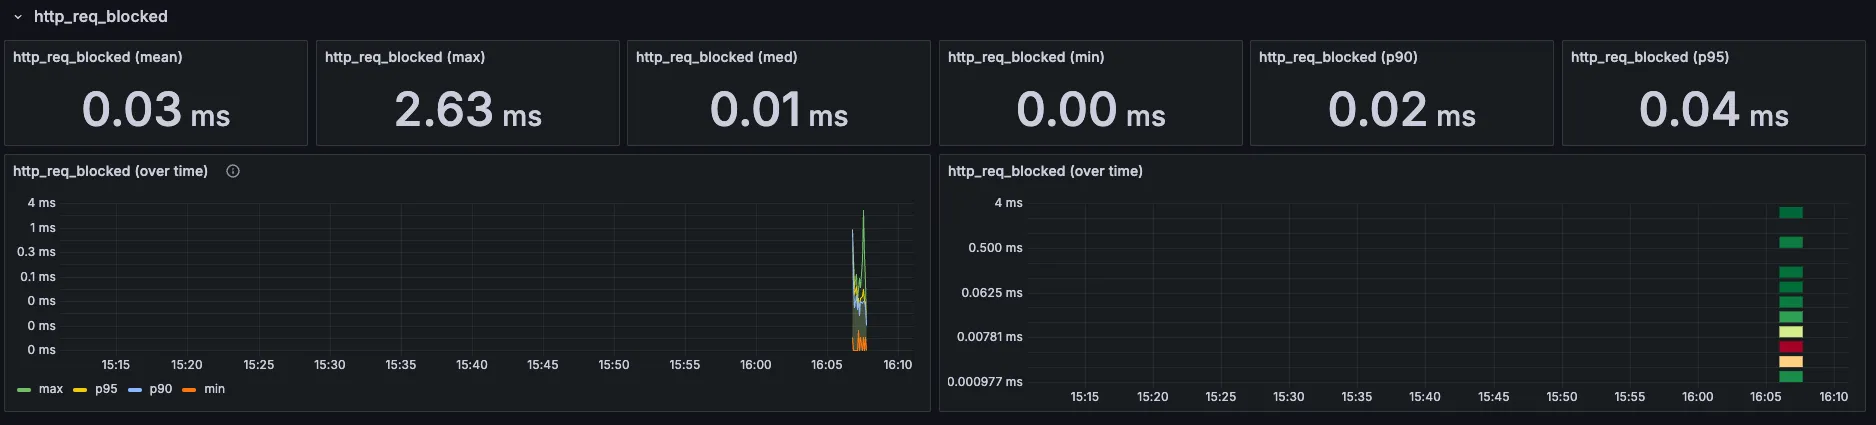 http_req_blocked
http_req_blocked (mean)
0.03 ms
http_req_blocked (max)
2.63 ms
http_req_blocked (med)
0.01 ms
http_req_blocked (min)
0.00 ms
http_req_blocked (p90)
0.02 ms
http_req_blocked (p95)
0.04 ms
http_req_blocked (over time)
4 ms
1 ms
0.3 ms
0.1 ms
0 ms
0 ms
0 ms
15:15 15:20 15:25 15:30 15:35 15:40 15:45 15:50 15:55 16:00 16:05 16:10
max p95 p90 min
http_req_blocked (over time)
4 ms
0.500 ms
0.0625 ms
0.00781 ms
0.000977 ms
15:15 15:20 15:25 15:30 15:35 15:40 15:45 15:50 15:55 16:00 16:05 16:10